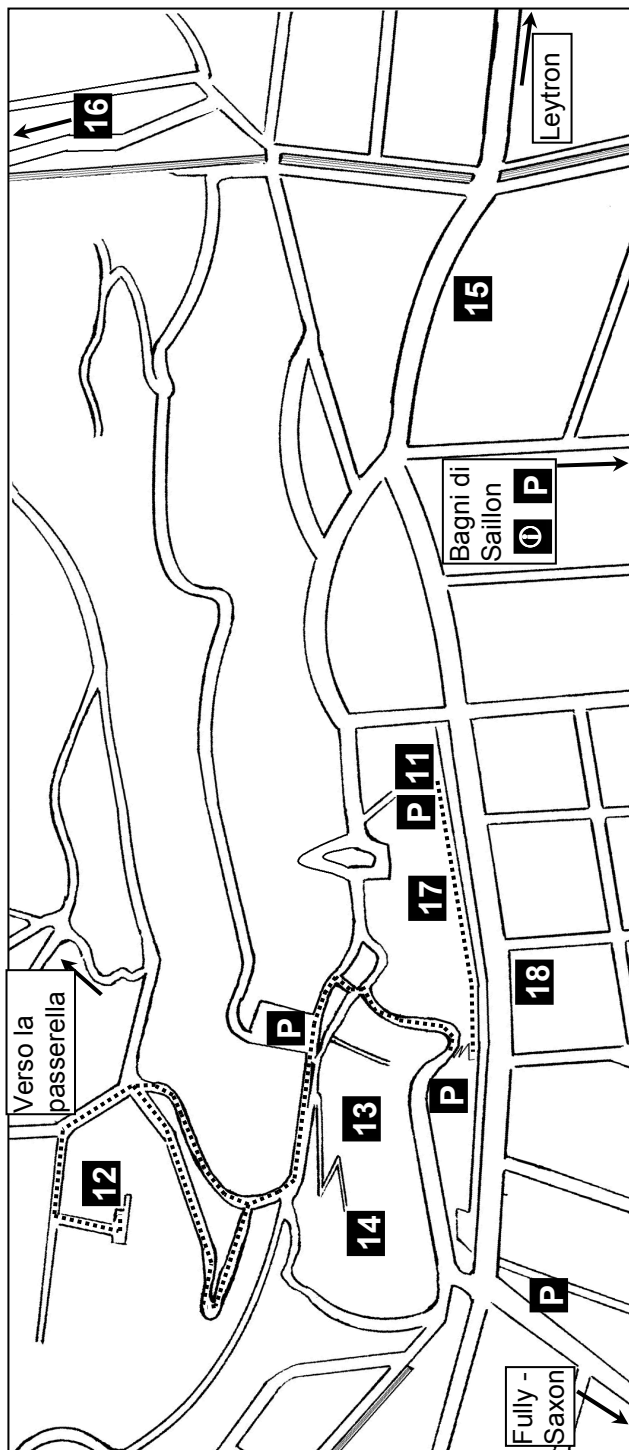 Verso la
passerella
12
16
P
13
14
17
11
P
P
18
15
Bagni di
Saillon
P
Leytron
Fully -
Saxon
P